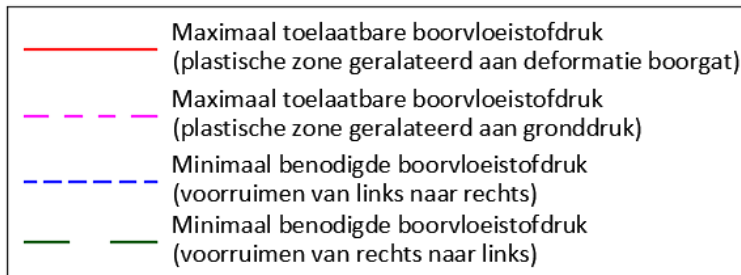 Maximaal toelaatbare boorvloeistofdruk
(plastische zone geralateerd aan deformatie boorgat)
Maximaal toelaatbare boorvloeistofdruk
(plastische zone geralateerd aan gronddruk)
Minimaal benodigde boorvloeistofdruk
(voorruimen van links naar rechts)
Minimaal benodigde boorvloeistofdruk
(voorruimen van rechts naar links)